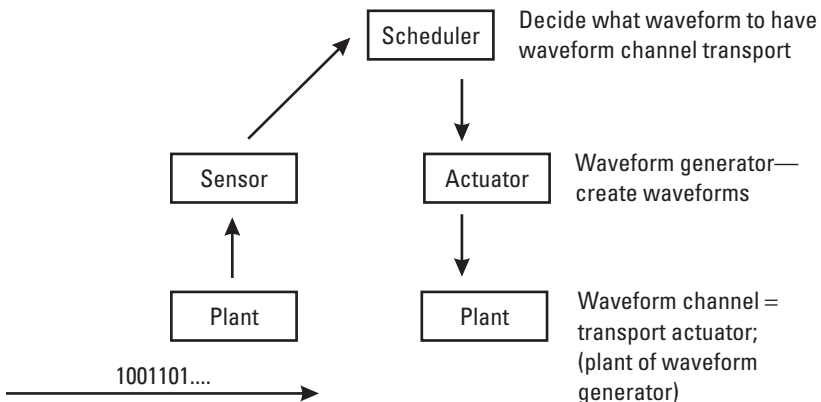 Scheduler
Decide what waveform to have
waveform channel transport
Sensor
Actuator
Waveform generator—
create waveforms
Plant
Plant
Waveform channel =
transport actuator;
(plant of waveform
generator)
1001101....